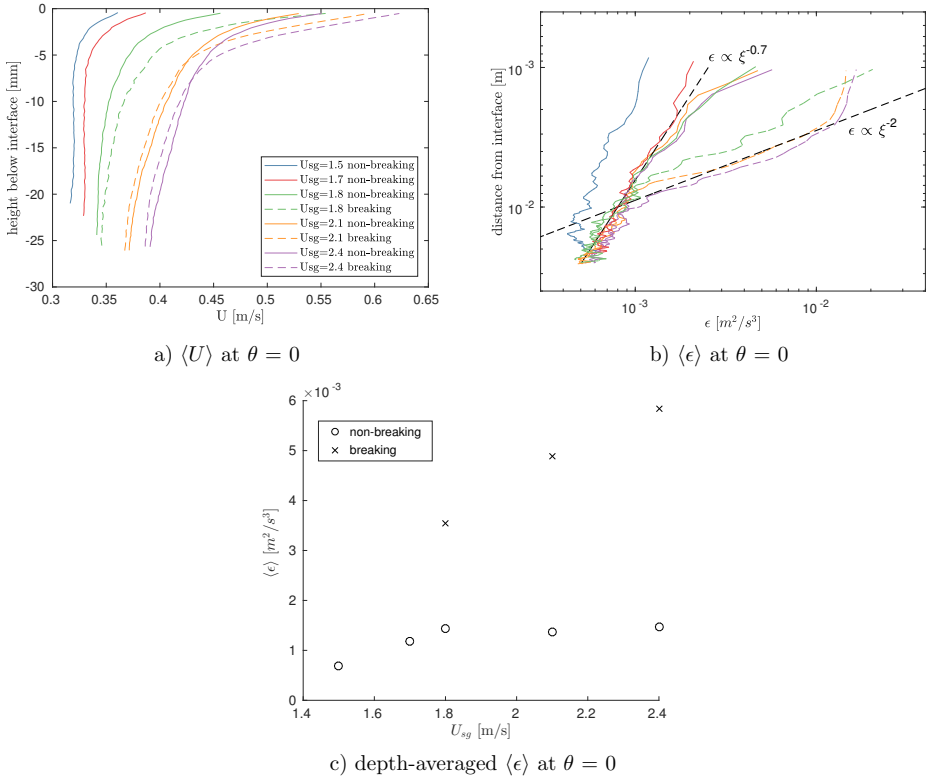 0
-5
-10
-15
-20
-25
-30
height below interface [mm]
Usg=1.5 non-breaking
Usg=1.7 non-breaking
Usg=1.8 non-breaking
Usg=1.8 breaking
Usg=2.1 non-breaking
Usg=2.1 breaking
Usg=2.4 non-breaking
Usg=2.4 breaking
0.3 0.35 0.4 0.45 0.5 0.55 0.6 0.65
U [m/s]
a) ⟨U⟩ at θ = 0
10⁻³
10⁻²
distance from interface [m]
ϵ ∝ ξ^-0.7
ϵ ∝ ξ^-2
10⁻³ 10⁻²
ϵ [m²/s³]
b) ⟨ϵ⟩ at θ = 0
×10⁻³
6
5
4
3
2
1
0
⟨ϵ⟩ [m²/s³]
non-breaking
breaking
1.4 1.6 1.8 2 2.2 2.4
U_sg [m/s]
c) depth-averaged ⟨ϵ⟩ at θ = 0